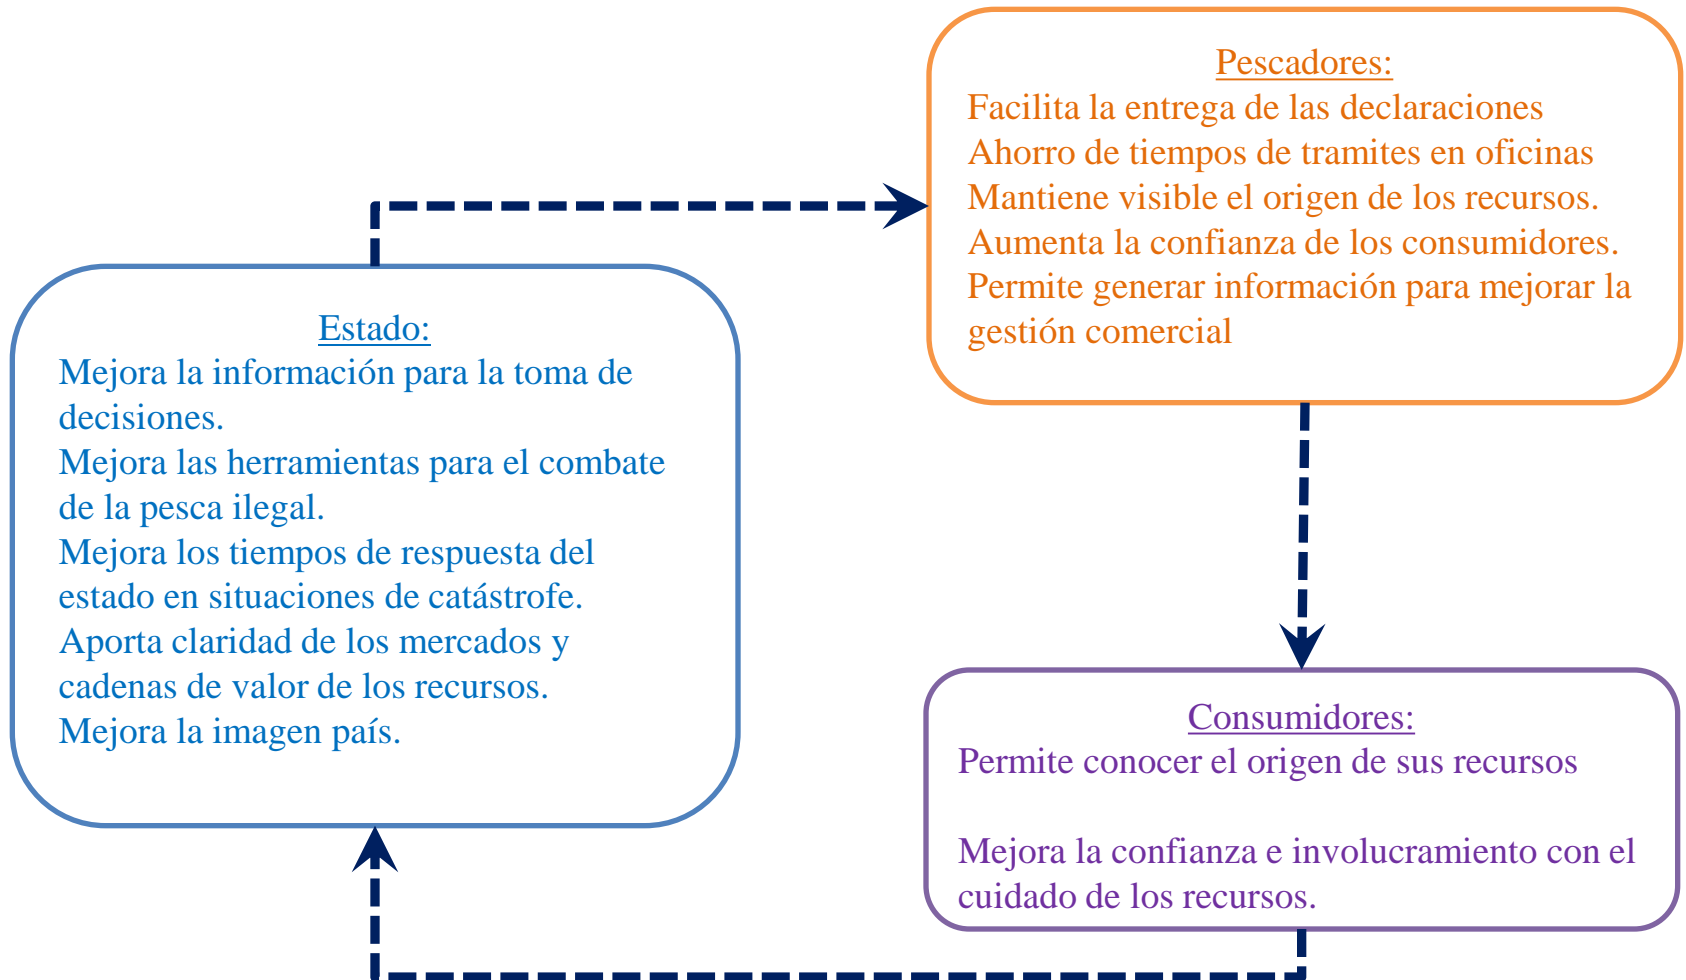 Pescadores:
Facilita la entrega de las declaraciones
Ahorro de tiempos de tramites en oficinas
Mantiene visible el origen de los recursos.
Aumenta la confianza de los consumidores.
Permite generar información para mejorar la
gestión comercial
Estado:
Mejora la información para la toma de
decisiones.
Mejora las herramientas para el combate
de la pesca ilegal.
Mejora los tiempos de respuesta del
estado en situaciones de catástrofe.
Aporta claridad de los mercados y
cadenas de valor de los recursos.
Mejora la imagen país.
Consumidores:
Permite conocer el origen de sus recursos
Mejora la confianza e involucramiento con el
cuidado de los recursos.